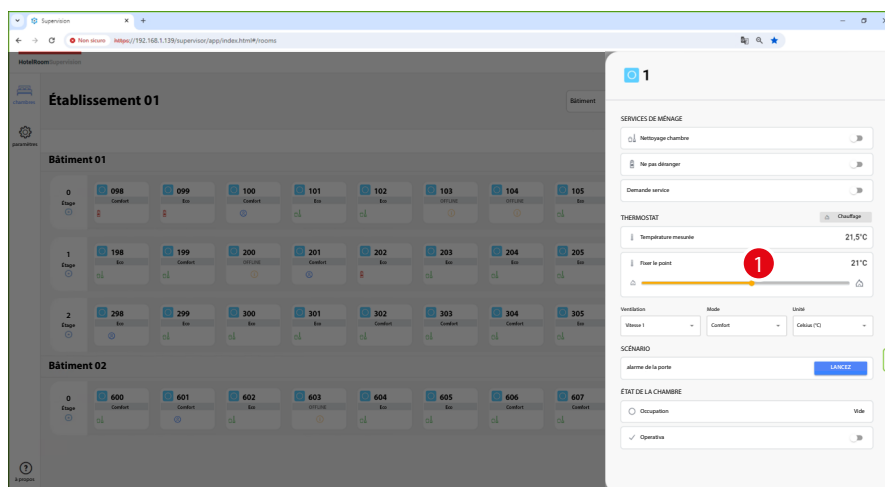 Supervision
Non sicuro https://192.168.1.139/supervisor/app/index.html#/rooms
HotelRoom Supervision
chambres
paramètres
à propos
Établissement 01
Bâtiment
Bâtiment 01
0 Étage
098 Comfort
099 Eco
100 Comfort
101 Eco
102 Eco
103 OFFLINE
104 OFFLINE
105 Eco
1 Étage
198 Eco
199 Eco
200 OFFLINE
201 Comfort
202 Eco
203 Eco
204 Eco
205 Eco
2 Étage
298 Eco
299 Eco
300 Eco
301 Eco
302 Comfort
303 Comfort
304 Comfort
305 Eco
Bâtiment 02
0 Étage
600 Comfort
601 Comfort
602 Eco
603 OFFLINE
604 Eco
605 Eco
606 Comfort
607 Comfort
1
SERVICES DE MÉNAGE
Nettoyage chambre
Ne pas déranger
Demande service
THERMOSTAT
Chauffage
Température mesurée 21,5°C
Fixer le point 21°C
1
Ventilation Mode Unité
Vitesse 1 Comfort Celsius (°C)
SCÉNARIO
alarme de la porte LANCEZ
ÉTAT DE LA CHAMBRE
Occupation Vide
Operativa